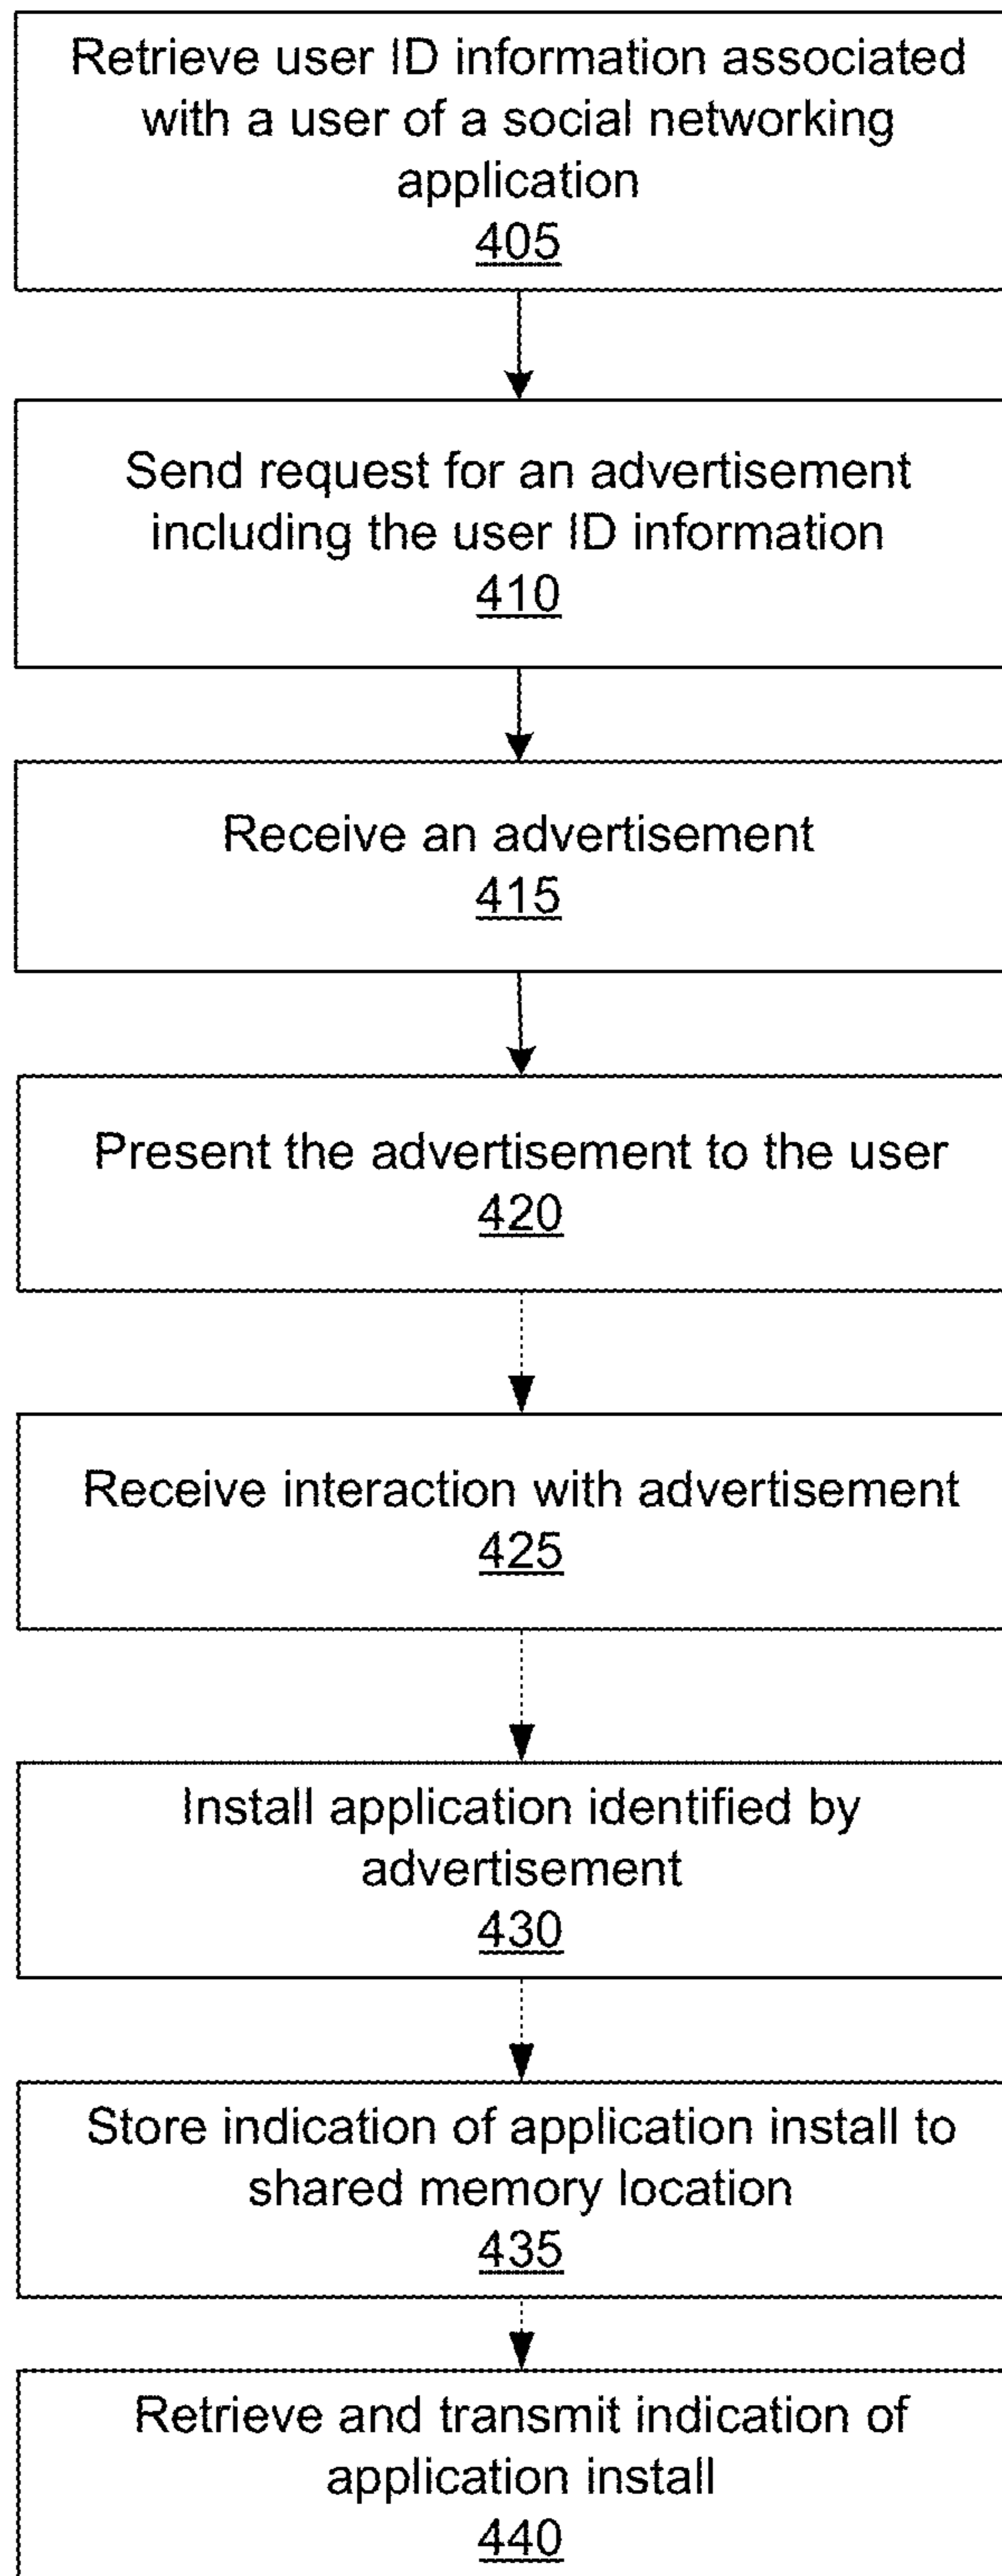 Retrieve user ID information associated
with a user of a social networking
application
405
Send request for an advertisement
including the user ID information
410
Receive an advertisement
415
Present the advertisement to the user
420
Receive interaction with advertisement
425
Install application identified by
advertisement
430
Store indication of application install to
shared memory location
435
Retrieve and transmit indication of
application install
440